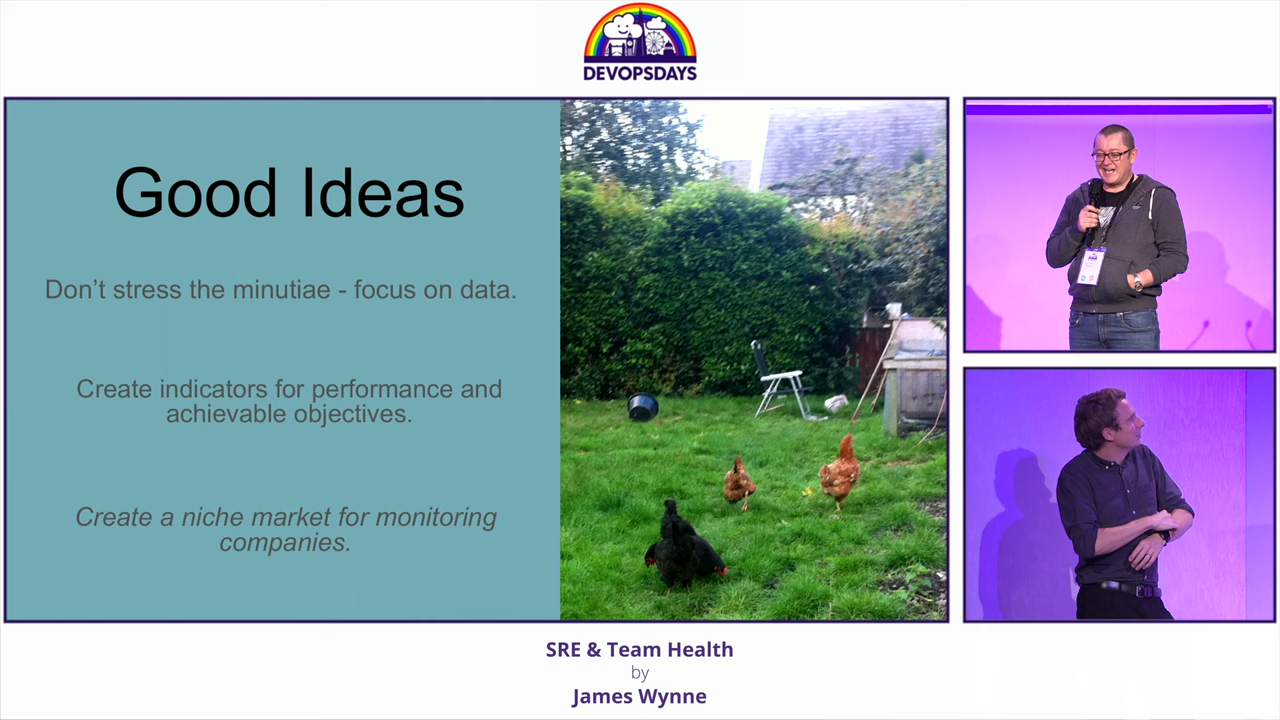 DEVOPSDAYS
Good Ideas
Don’t stress the minutiae - focus on data.
Create indicators for performance and
achievable objectives.
Create a niche market for monitoring
companies.
SRE & Team Health
by
James Wynne